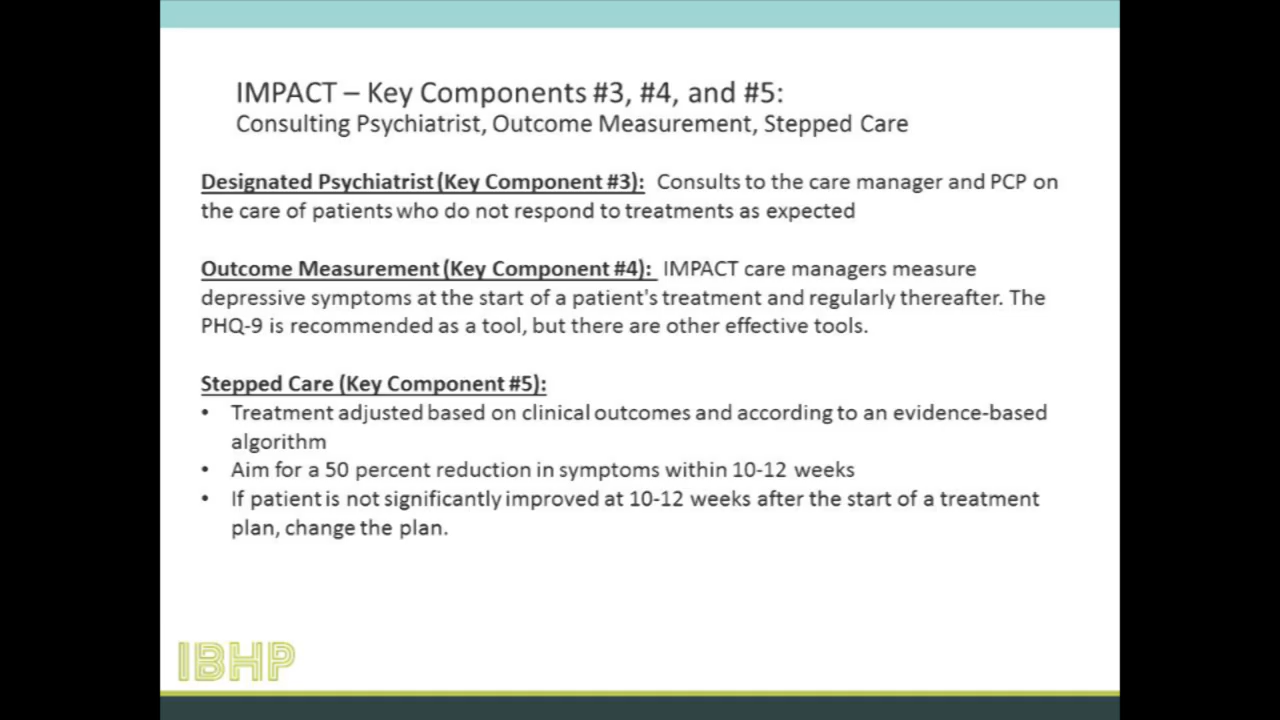 IMPACT – Key Components #3, #4, and #5:
Consulting Psychiatrist, Outcome Measurement, Stepped Care
Designated Psychiatrist (Key Component #3): Consults to the care manager and PCP on
the care of patients who do not respond to treatments as expected
Outcome Measurement (Key Component #4): IMPACT care managers measure
depressive symptoms at the start of a patient's treatment and regularly thereafter. The
PHQ-9 is recommended as a tool, but there are other effective tools.
Stepped Care (Key Component #5):
• Treatment adjusted based on clinical outcomes and according to an evidence-based
algorithm
• Aim for a 50 percent reduction in symptoms within 10-12 weeks
• If patient is not significantly improved at 10-12 weeks after the start of a treatment
plan, change the plan.
IBHP